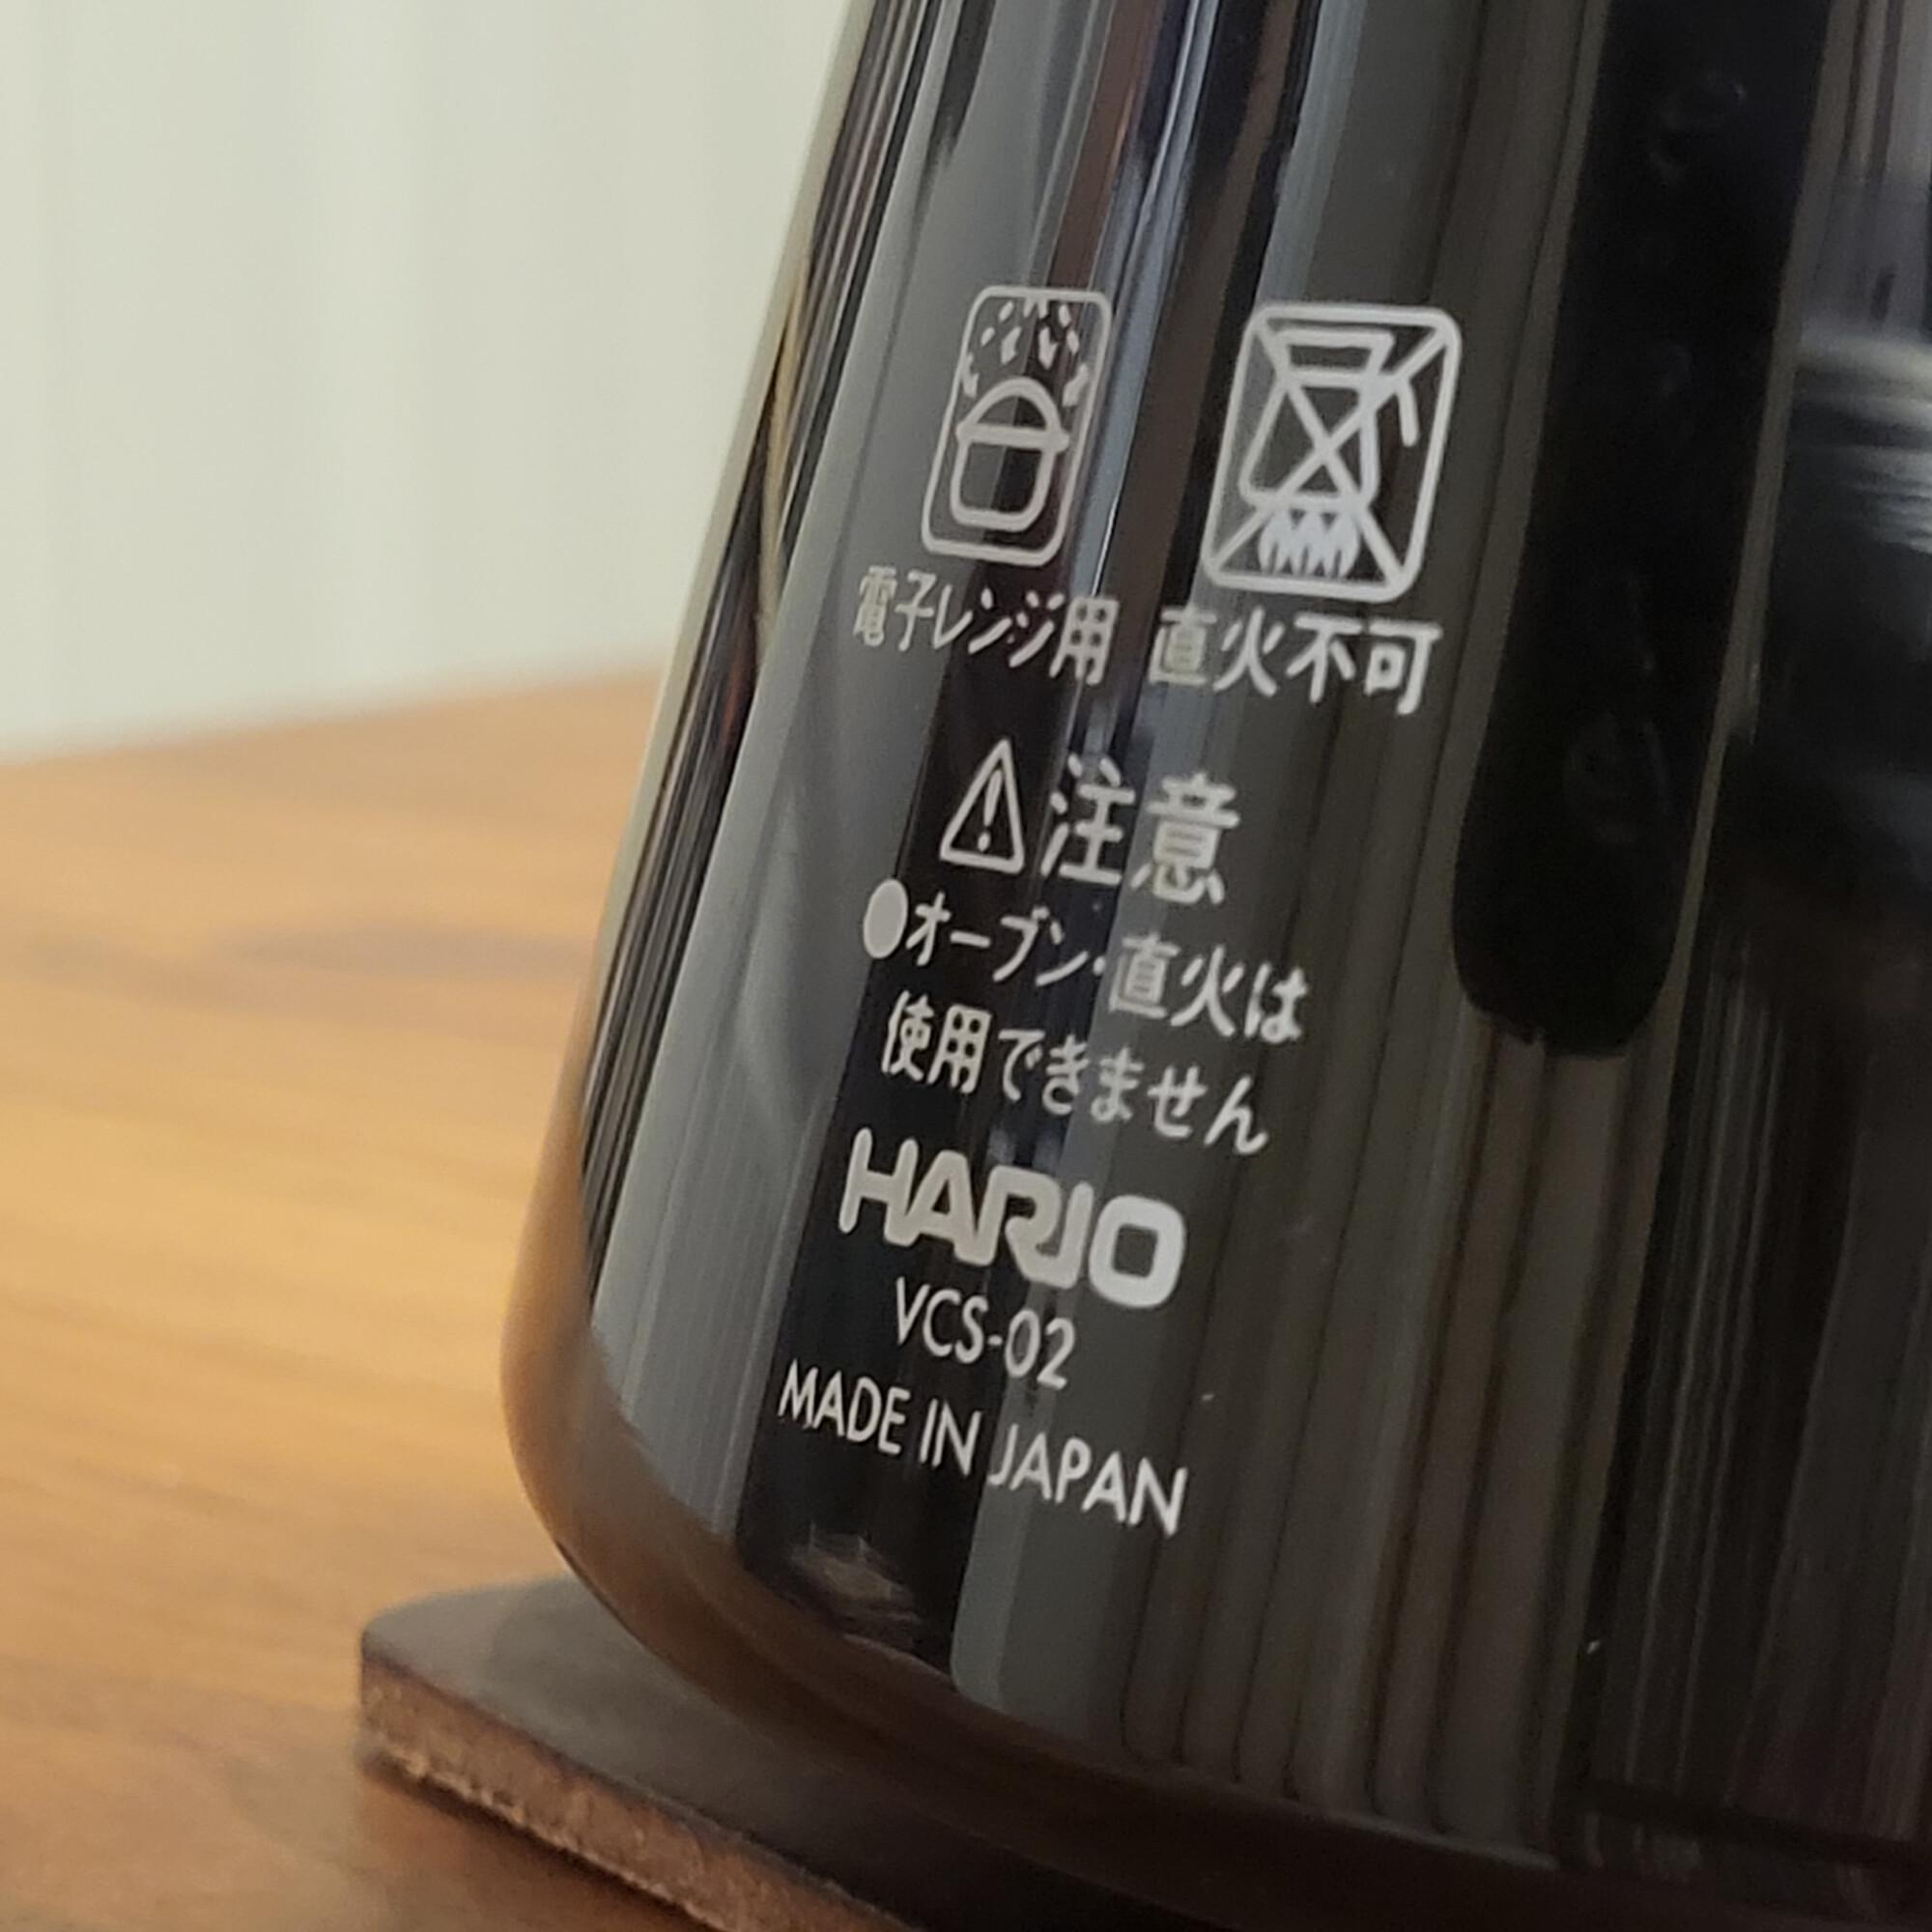 電子レンジ用 直火不可
注意
●オーブン・直火は
使用できません
HARIO
VCS-02
MADE IN JAPAN